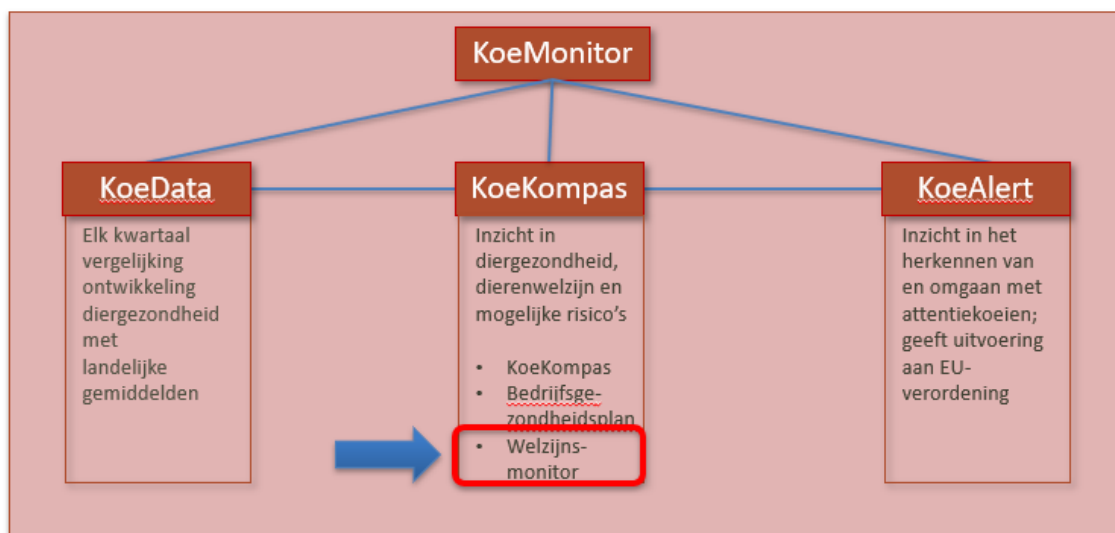 KoeMonitor
KoeData
Elk kwartaal
vergelijking
ontwikkeling
diergezondheid
met
landelijke
gemiddelden
KoeKompas
Inzicht in
diergezondheid,
dierenwelzijn en
mogelijke risico's
• KoeKompas
• Bedrijfsge-
zondheidsplan
• Welzijns-
monitor
KoeAlert
Inzicht in het
herkennen van
en omgaan met
attentiekoeien;
geeft uitvoering
aan EU-
verordening